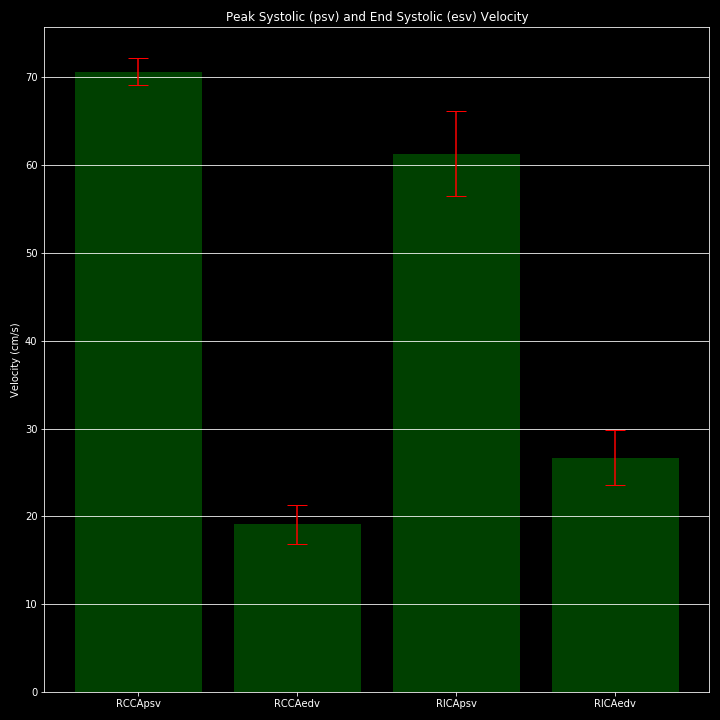 Peak Systolic (psv) and End Systolic (esv) Velocity
Velocity (cm/s)
70
60
50
40
30
20
10
0
RCCApsv
RCCAedv
RICApsv
RICAedv